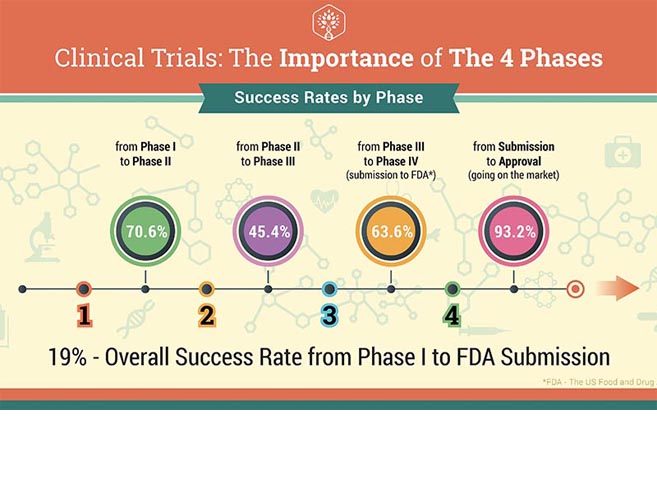 Clinical Trials: The Importance of The 4 Phases
Success Rates by Phase
from Phase I
to Phase II
from Phase II
to Phase III
from Phase III
to Phase IV
(submission to FDA*)
from Submission
to Approval
(going on the market)
70.6%
45.4%
63.6%
93.2%
1
2
3
4
19% - Overall Success Rate from Phase I to FDA Submission
*FDA - The US Food and Drug